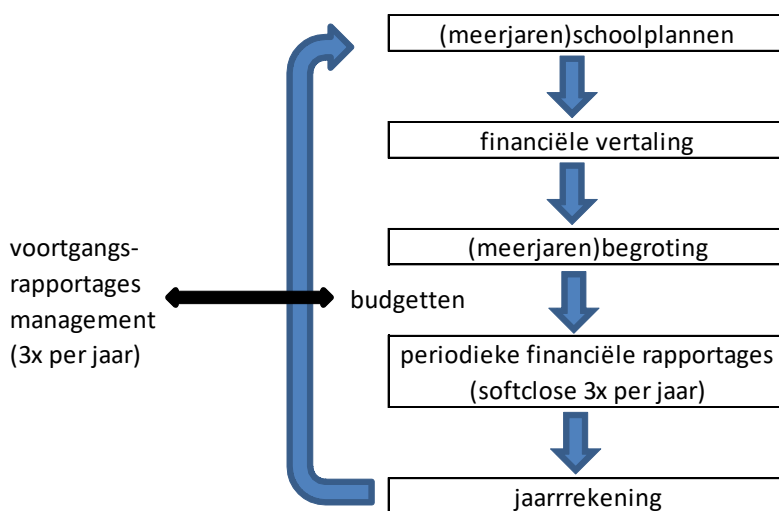 (meerjaren)schoolplannen
financiële vertaling
(meerjaren)begroting
voortgangs-
rapportages
management
(3x per jaar)
budgetten
periodieke financiële rapportages
(softclose 3x per jaar)
jaarrrekening